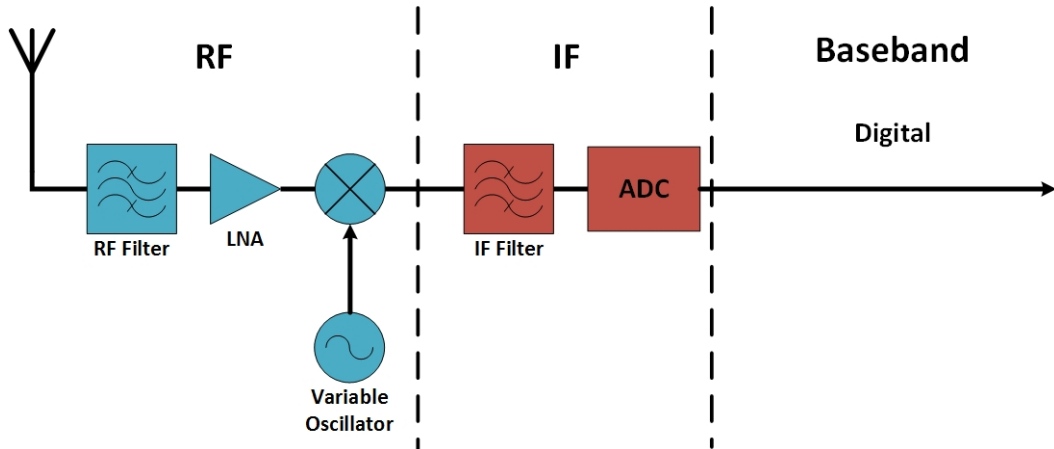 RF
IF
Baseband
Digital
ADC
RF Filter
LNA
IF Filter
Variable
Oscillator